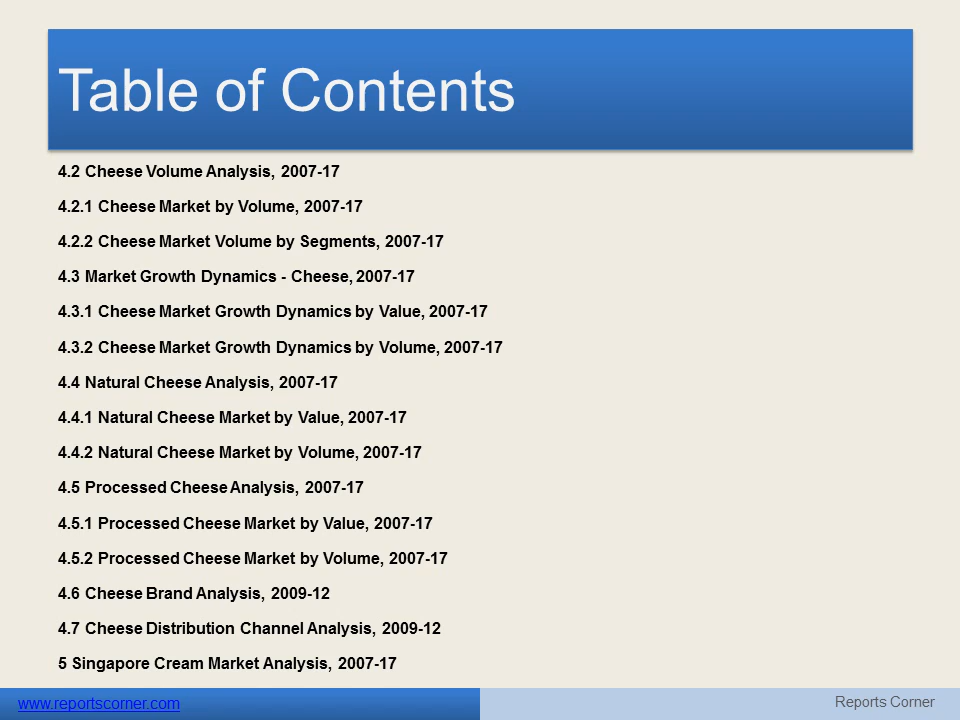 Table of Contents
4.2 Cheese Volume Analysis, 2007-17
4.2.1 Cheese Market by Volume, 2007-17
4.2.2 Cheese Market Volume by Segments, 2007-17
4.3 Market Growth Dynamics - Cheese, 2007-17
4.3.1 Cheese Market Growth Dynamics by Value, 2007-17
4.3.2 Cheese Market Growth Dynamics by Volume, 2007-17
4.4 Natural Cheese Analysis, 2007-17
4.4.1 Natural Cheese Market by Value, 2007-17
4.4.2 Natural Cheese Market by Volume, 2007-17
4.5 Processed Cheese Analysis, 2007-17
4.5.1 Processed Cheese Market by Value, 2007-17
4.5.2 Processed Cheese Market by Volume, 2007-17
4.6 Cheese Brand Analysis, 2009-12
4.7 Cheese Distribution Channel Analysis, 2009-12
5 Singapore Cream Market Analysis, 2007-17
www.reportscorner.com
Reports Corner